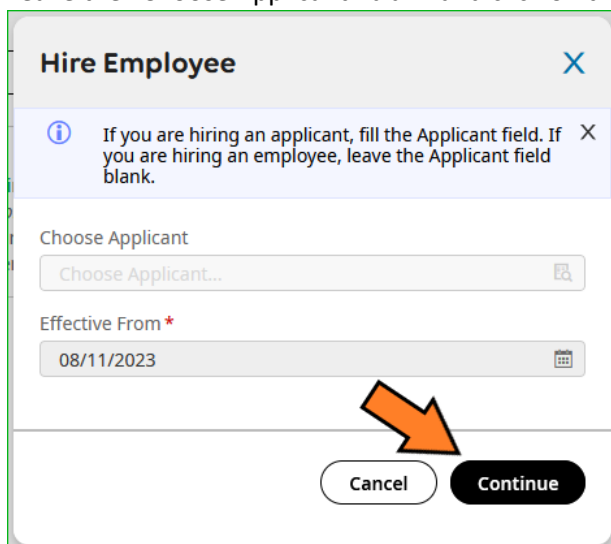 Hire Employee
X
If you are hiring an applicant, fill the Applicant field. If
you are hiring an employee, leave the Applicant field
blank.
X
Choose Applicant
Choose Applicant...
Effective From *
08/11/2023
Cancel
Continue